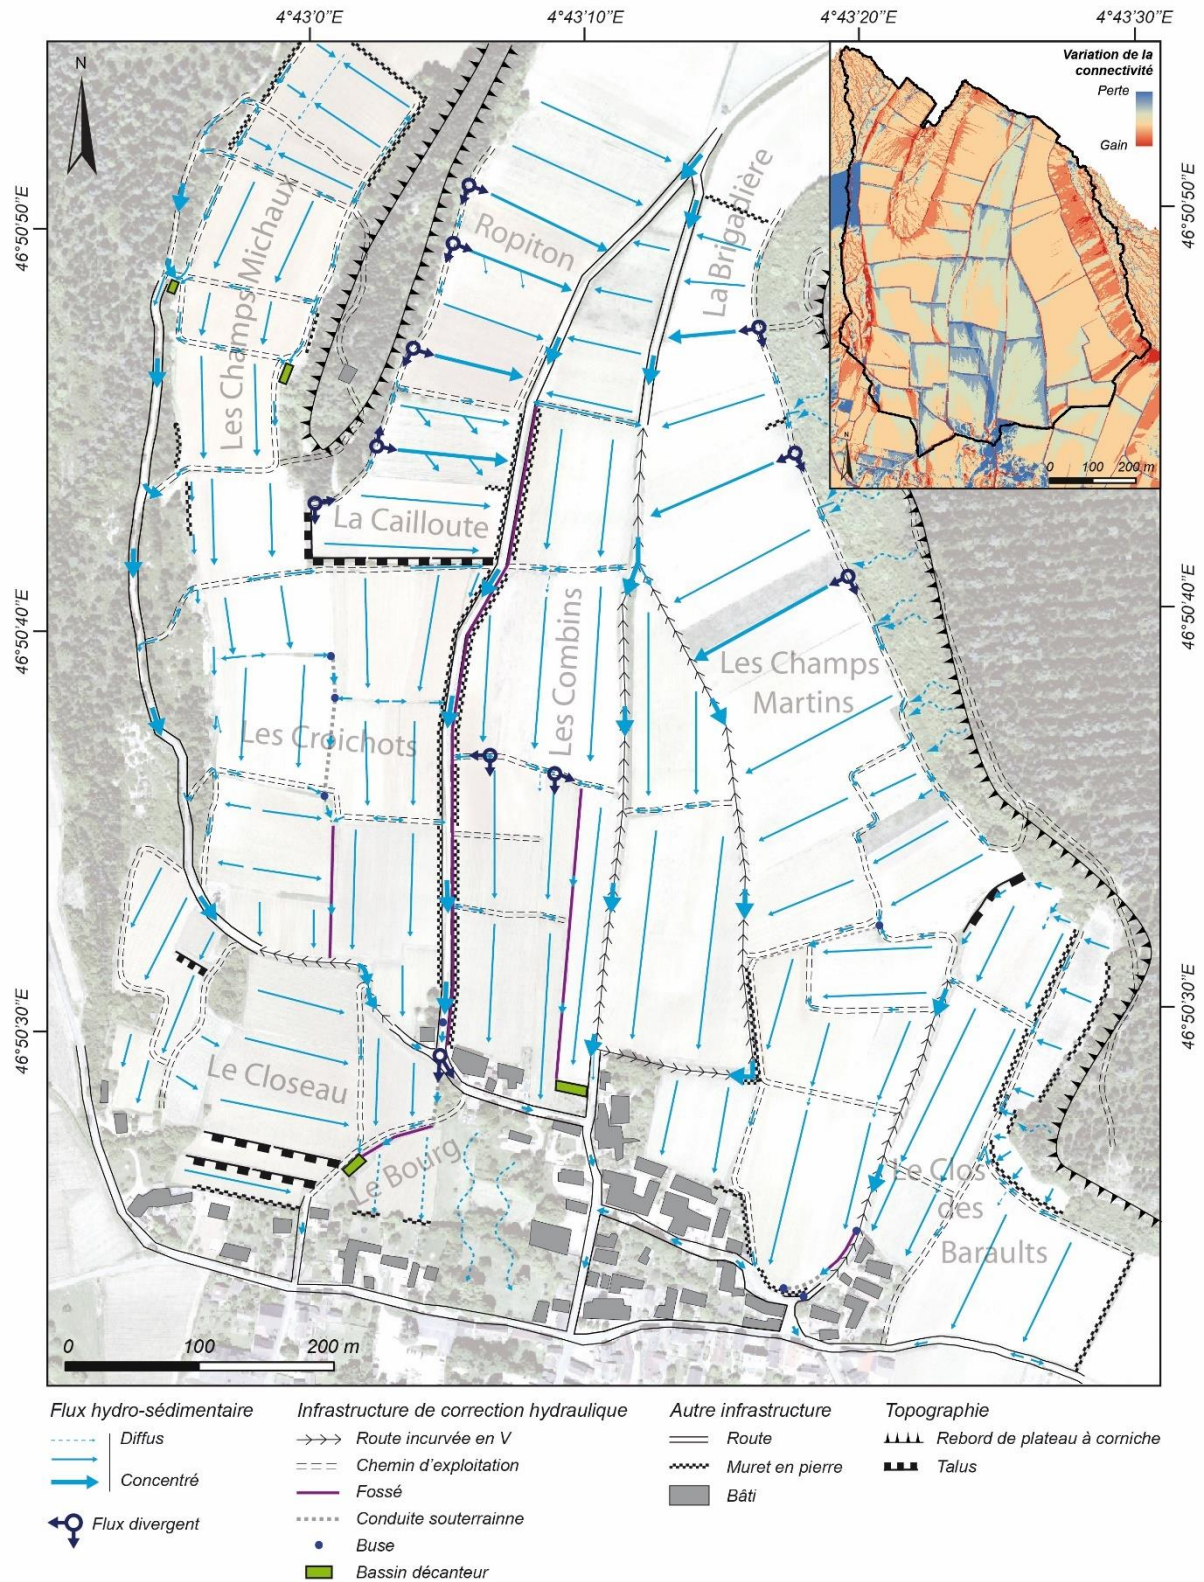 4°43'0"E
4°43'10"E
4°43'20"E
4°43'30"E
N
Variation de la
connectivité
Perte
Gain
46°50'50"E
46°50'50"E
Les Champs Michaux
Ropiton
La Brigadière
N
0 100 200 m
La Cailloute
46°50'40"E
46°50'40"E
Les Combins
Les Champs
Martins
Les Croichots
46°50'30"E
46°50'30"E
Le Closeau
Le Bourg
Le Clos
des
Baraults
0 100 200 m
Flux hydro-sédimentaire
Diffus
Concentré
Flux divergent
Infrastructure de correction hydraulique
Route incurvée en V
Chemin d'exploitation
Fossé
Conduite souterrainne
Buse
Bassin décanteur
Autre infrastructure
Route
Muret en pierre
Bâti
Topographie
Rebord de plateau à corniche
Talus